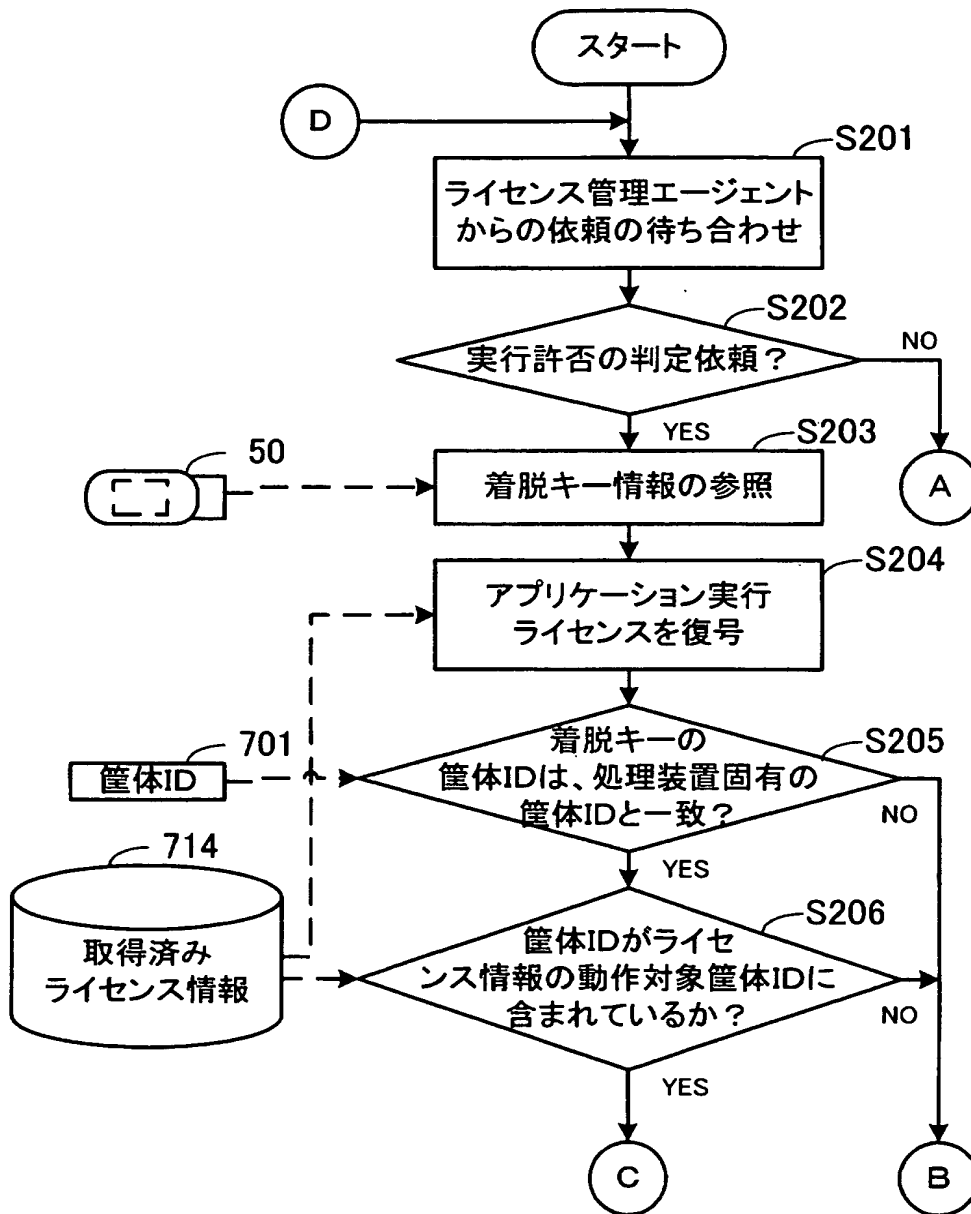 スタート
D
S201
ライセンス管理エージェント
からの依頼の待ち合わせ
S202
実行許否の判定依頼？
NO
YES
S203
50
着脱キー情報の参照
A
S204
アプリケーション実行
ライセンスを復号
701
筐体ID
着脱キーの
筐体IDは、処理装置固有の
筐体IDと一致？
S205
NO
YES
714
取得済み
ライセンス情報
S206
筐体IDがライセ
ンス情報の動作対象筐体IDに
含まれているか？
NO
YES
C
B